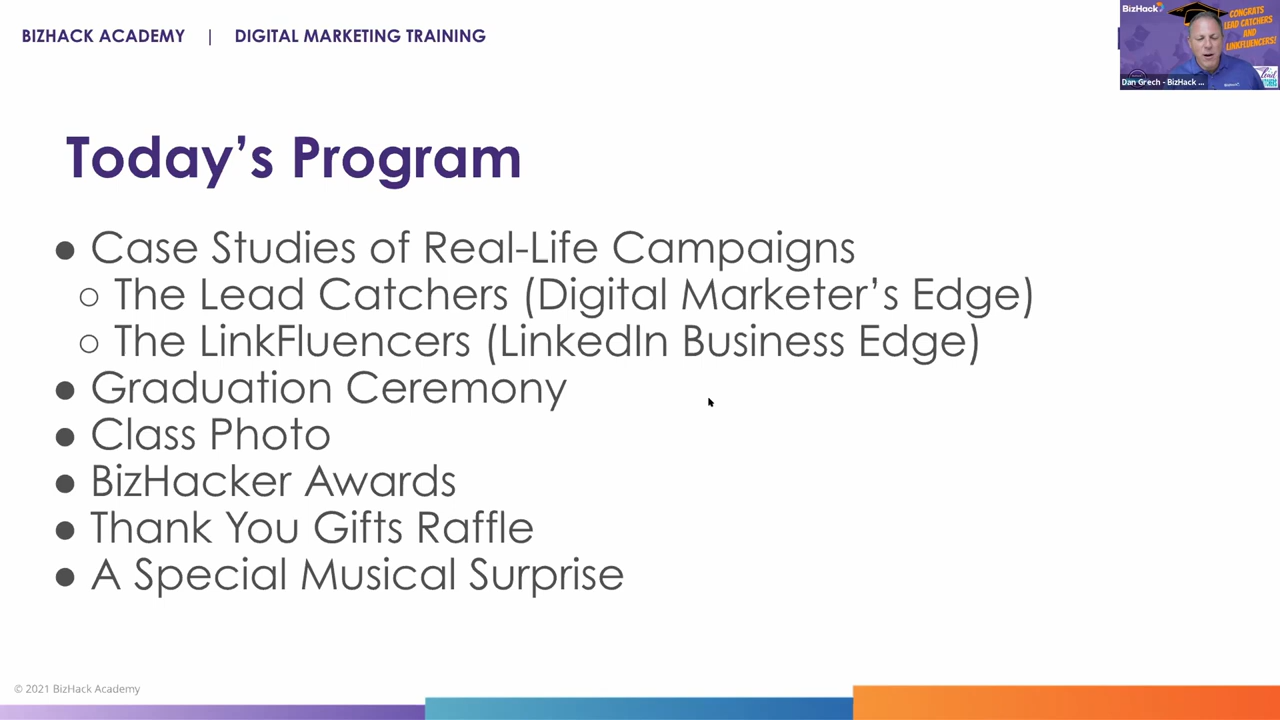 BIZHACK ACADEMY | DIGITAL MARKETING TRAINING
BizHack
CONGRATS
LEAD CATCHERS
AND
LINKFLUENCERS!
Dan Grech - BizHack ...
Today’s Program
● Case Studies of Real-Life Campaigns
○ The Lead Catchers (Digital Marketer’s Edge)
○ The LinkFluencers (LinkedIn Business Edge)
● Graduation Ceremony
● Class Photo
● BizHacker Awards
● Thank You Gifts Raffle
● A Special Musical Surprise
© 2021 BizHack Academy